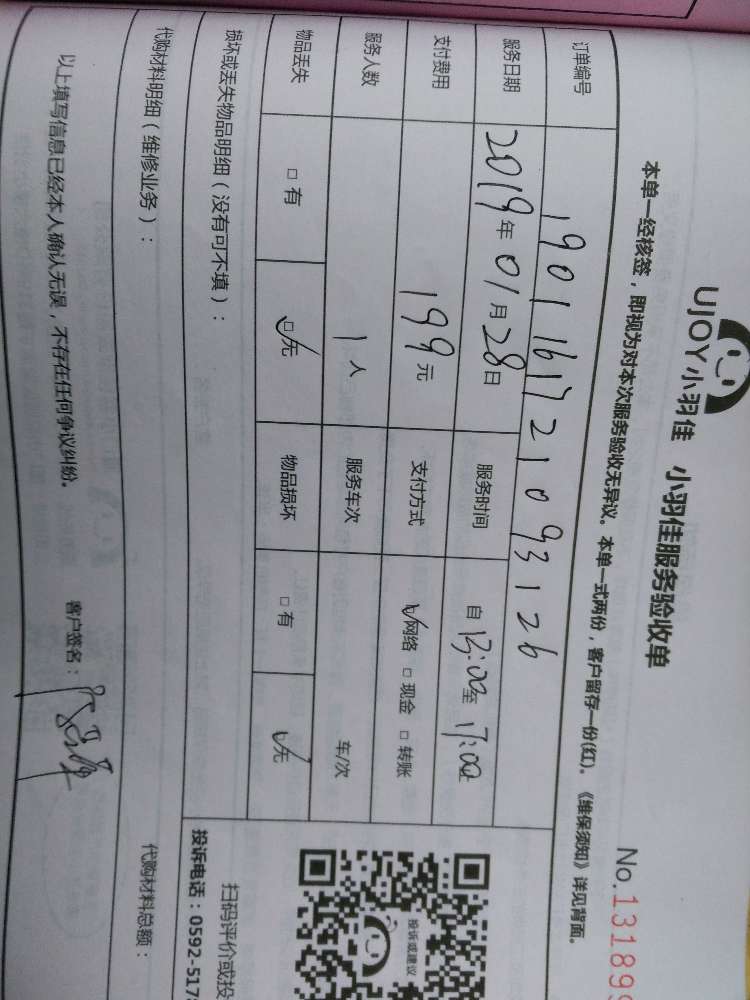 UJOY小羽佳 小羽佳服务验收单
No.131899
本单一经核签，即视为对本次服务验收无异议。本单一式两份，客户留存一份(红)。《维保须知》详见背面。
订单编号 1901161721093126
服务日期 2019年01月28日 服务时间 自13:00至17:00
支付费用 199元 支付方式 网络 现金 转账
服务人数 1人 服务车次 车/次
物品丢失 有 无 物品损坏 有 无
损坏或丢失物品明细（没有可不填）：
代购材料明细（维修业务）： 代购材料总额：
以上填写信息已经本人确认无误，不存在任何争议纠纷。 客户签名：
投诉或建议
扫码评价或投
投诉电话：0592-517